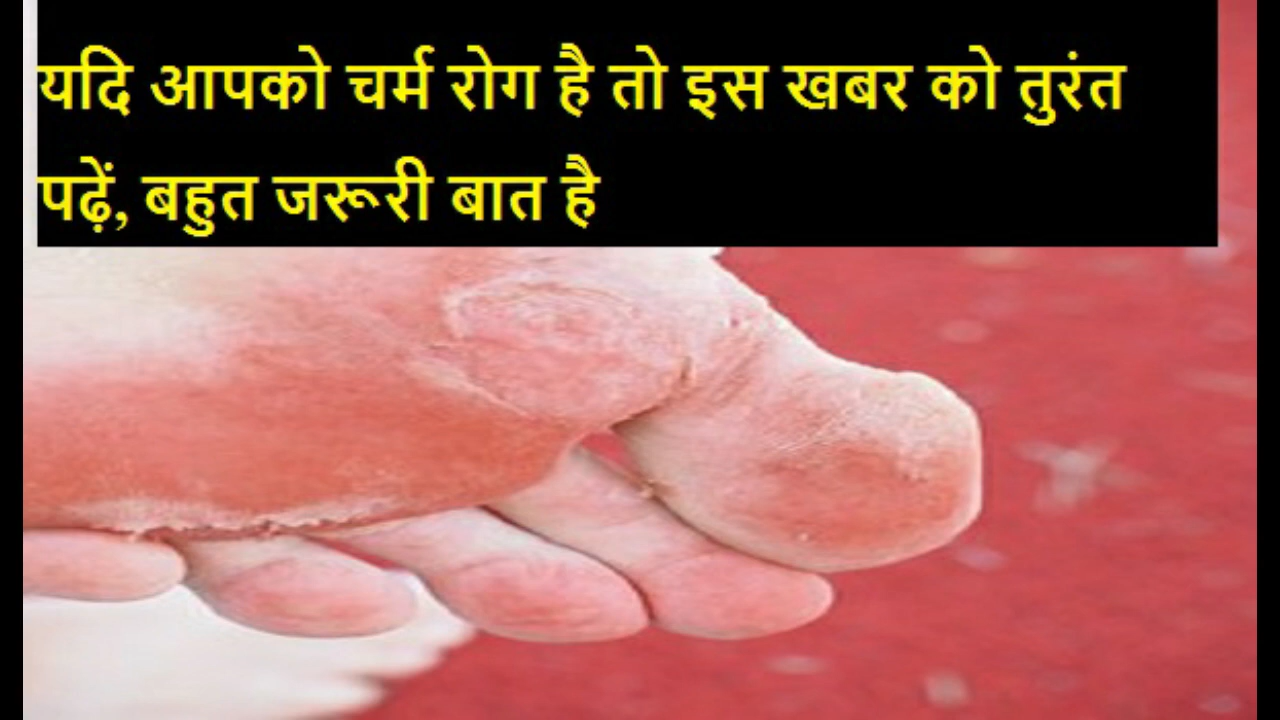 यदि आपको चर्म रोग है तो इस खबर को तुरंत
पढ़ें, बहुत जरूरी बात है